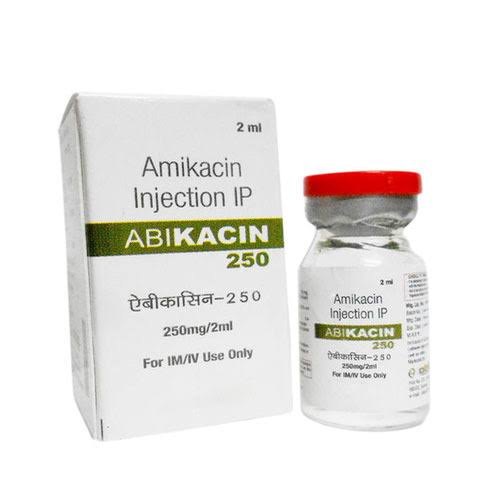 2 ml
Amikacin
Injection IP
ABIKACIN
250
ऐबीकासिन-250
250mg/2ml
For IM/IV Use Only
2 ml
Amikacin
Injection IP
ABIKACIN
250
ऐबीकासिन-250
250mg/2ml
For IM/IV Use Only